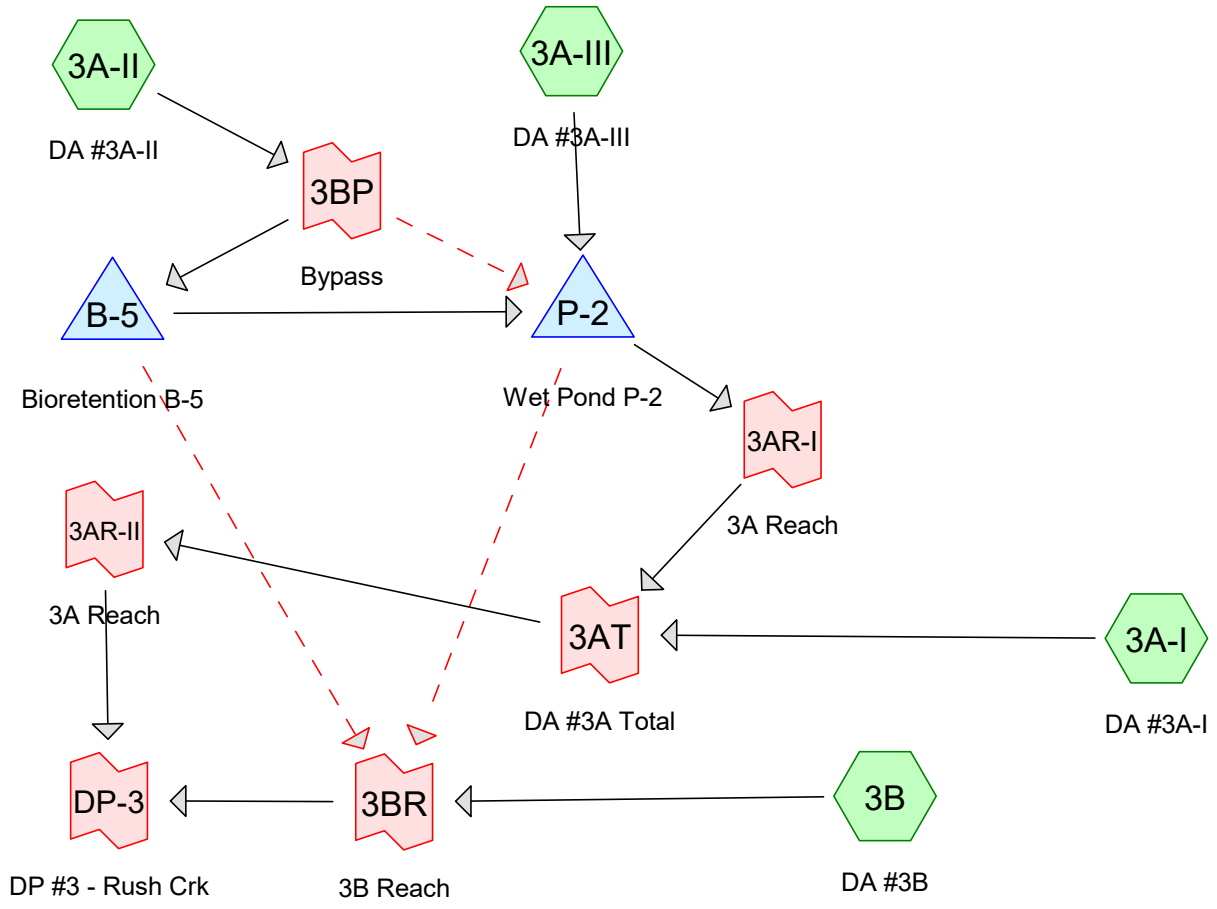 3A-II
DA #3A-II
3A-III
DA #3A-III
3BP
Bypass
B-5
Bioretention B-5
P-2
Wet Pond P-2
3AR-I
3A Reach
3AR-II
3A Reach
3AT
DA #3A Total
3A-I
DA #3A-I
DP-3
DP #3 - Rush Crk
3BR
3B Reach
3B
DA #3B